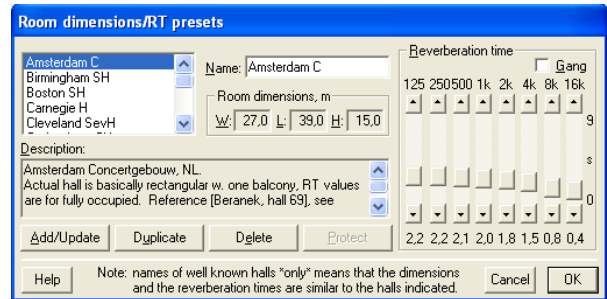 Room dimensions/RT presets
Amsterdam C
Birmingham SH
Boston SH
Carnegie H
Cleveland SevH
Name: Amsterdam C
Room dimensions, m
W: 27,0 L: 39,0 H: 15,0
Description:
Amsterdam Concertgebouw, NL.
Actual hall is basically rectangular w. one balcony, RT values
are for fully occupied. Reference [Beranek, hall 69], see
Add/Update Duplicate Delete Protect
Reverberation time
Gang
125 250 500 1k 2k 4k 8k 16k
9
s
0
2,2 2,2 2,1 2,0 1,8 1,5 0,8 0,4
Help
Note: names of well known halls *only* means that the dimensions
and the reverberation times are similar to the halls indicated.
Cancel OK